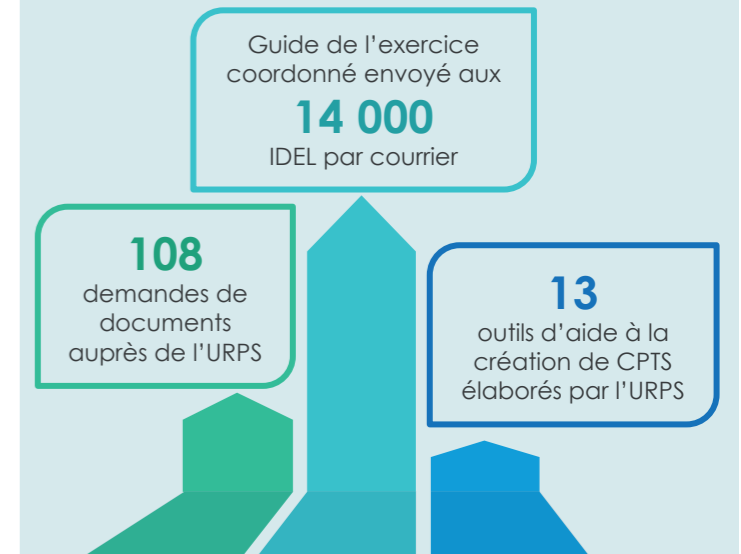 Guide de l'exercice
coordonné envoyé aux
14 000
IDEL par courrier
108
demandes de
documents
auprès de l'URPS
13
outils d'aide à la
création de CPTS
élaborés par l'URPS